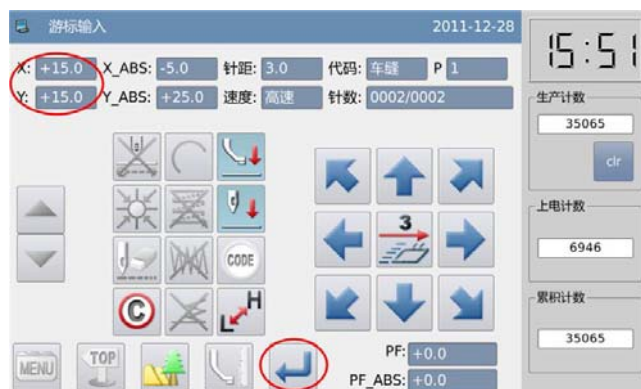 游标输入 2011-12-28
X: +15.0 X_ABS: -5.0 针距: 3.0 代码: 车缝 P 1
Y: +15.0 Y_ABS: +25.0 速度: 高速 针数: 0002/0002
15:51
生产计数
35065
clr
上电计数
6946
累积计数
35065
3
CODE
C
H
L
MENU
TOP
PF: +0.0
PF_ABS: +0.0